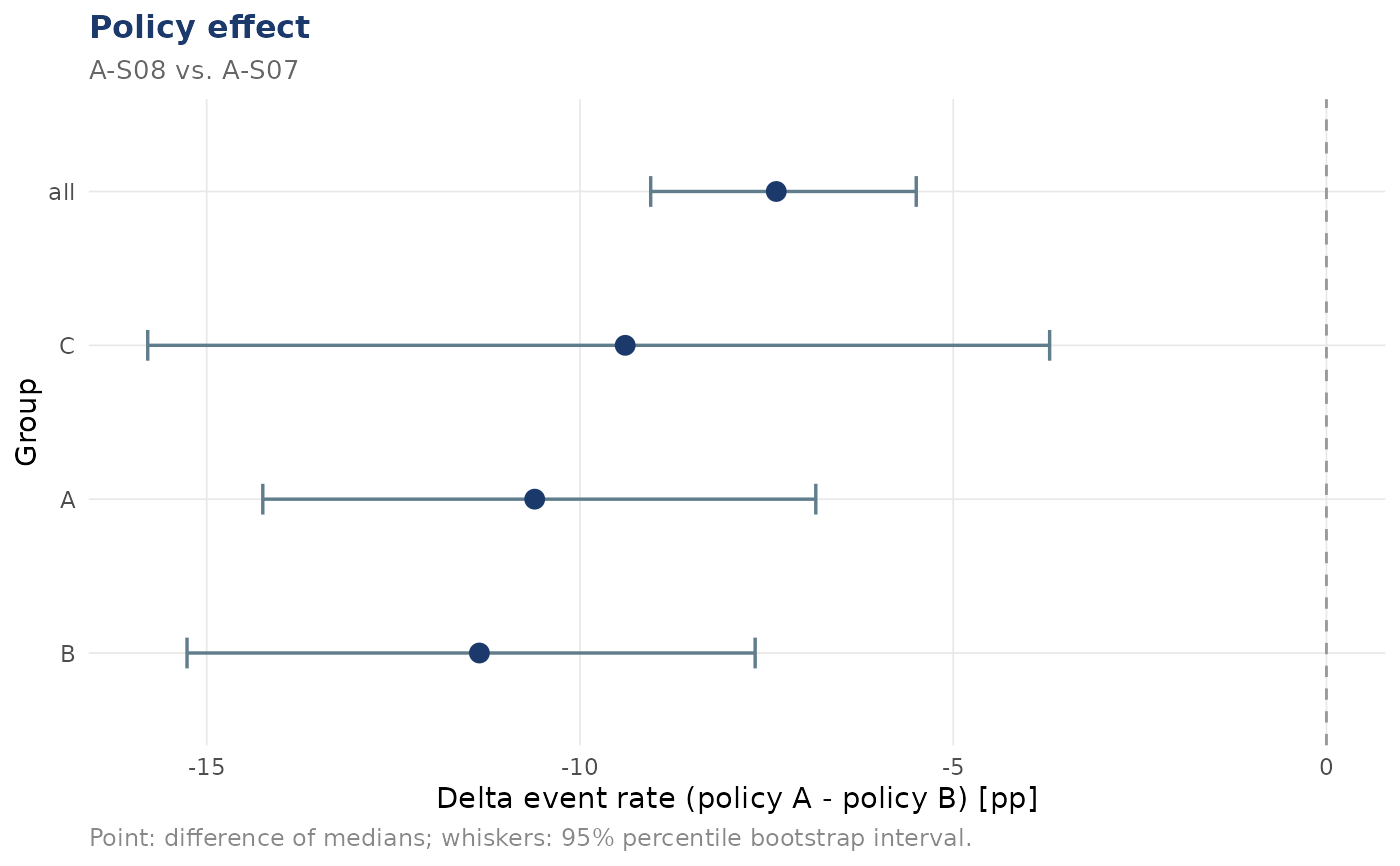 Policy effect
A-S08 vs. A-S07
all
C
A
B
Group
-15 -10 -5 0
Delta event rate (policy A - policy B) [pp]
Point: difference of medians; whiskers: 95% percentile bootstrap interval.